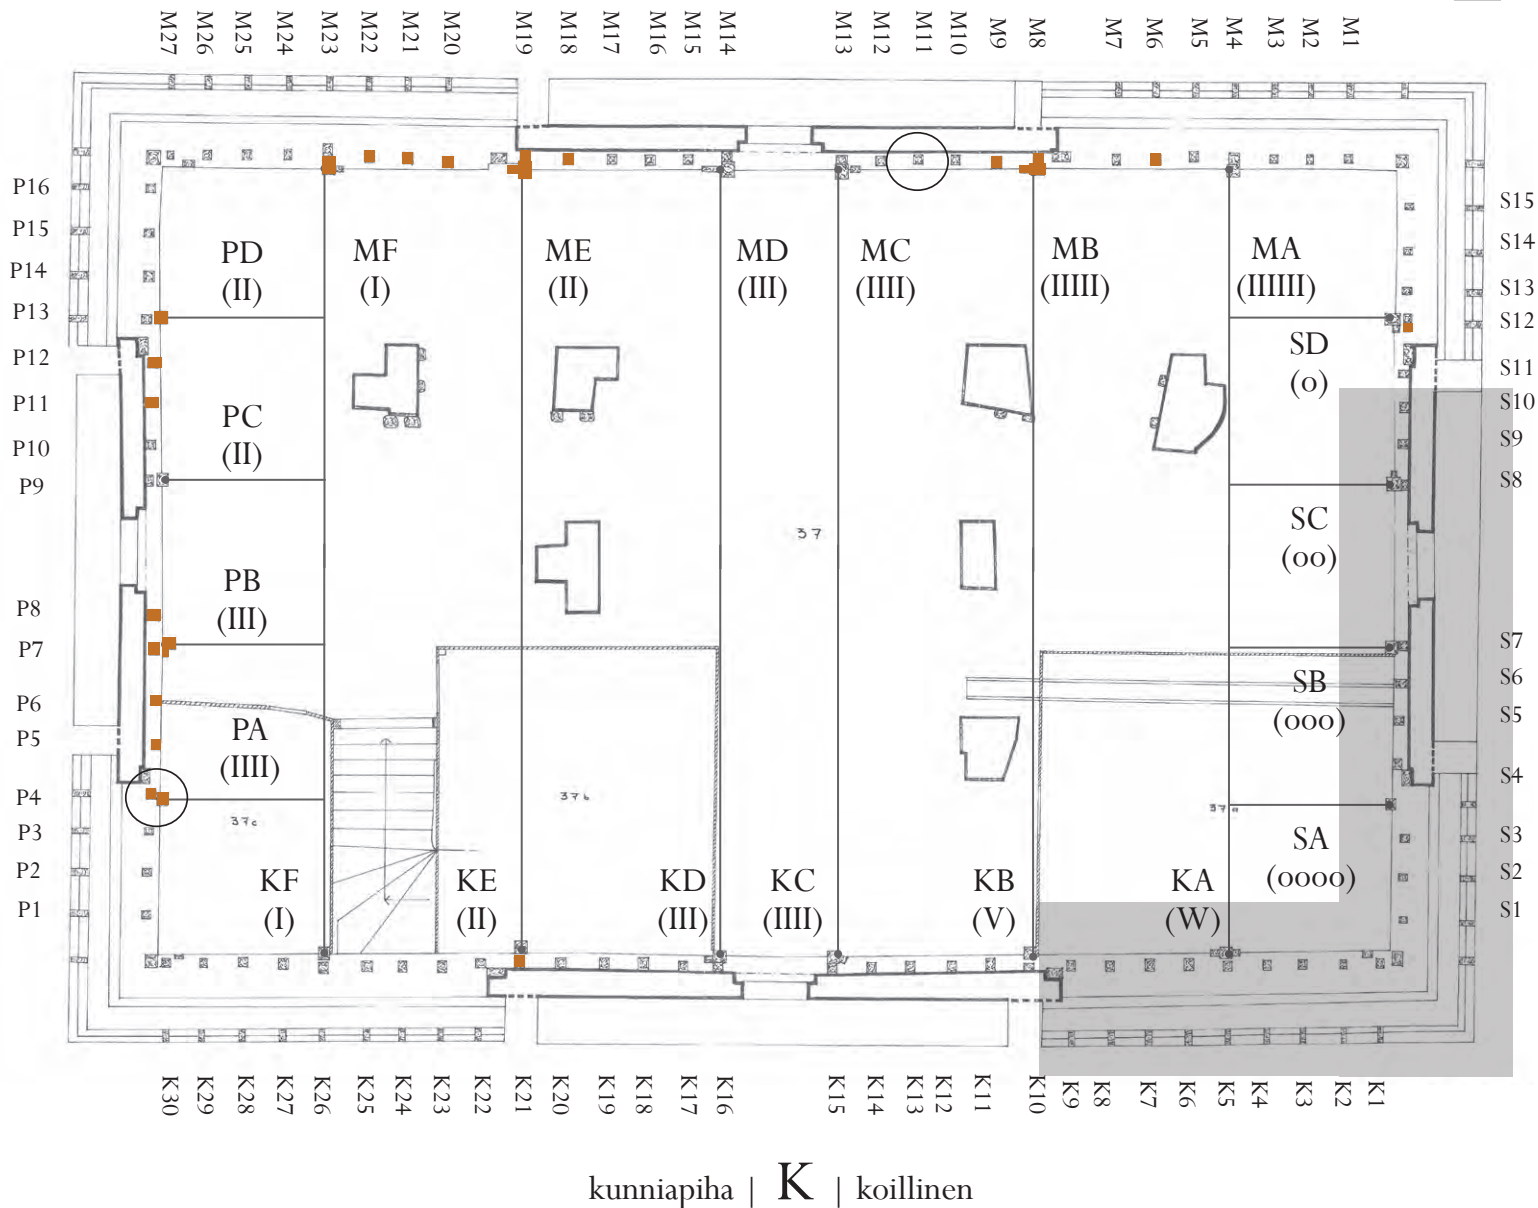 M27 M26 M25 M24 M23 M22 M21 M20 M19 M18 M17 M16 M15 M14 M13 M12 M11 M10 M9 M8 M7 M6 M5 M4 M3 M2 M1
P16
P15
P14
P13
P12
P11
P10
P9
P8
P7
P6
P5
P4
P3
P2
P1
PD
(II)
MF
(I)
ME
(II)
MD
(III)
MC
(IIII)
MB
(IIIII)
MA
(IIIIII)
SD
(o)
PC
(II)
SC
(oo)
37
PB
(III)
SB
(ooo)
PA
(IIII)
37c
37b
37a
SA
(oooo)
KF
(I)
KE
(II)
KD
(III)
KC
(IIII)
KB
(V)
KA
(W)
S15
S14
S13
S12
S11
S10
S9
S8
S7
S6
S5
S4
S3
S2
S1
K30 K29 K28 K27 K26 K25 K24 K23 K22 K21 K20 K19 K18 K17 K16 K15 K14 K13 K12 K11 K10 K9 K8 K7 K6 K5 K4 K3 K2 K1
kunniapiha | K | koillinen